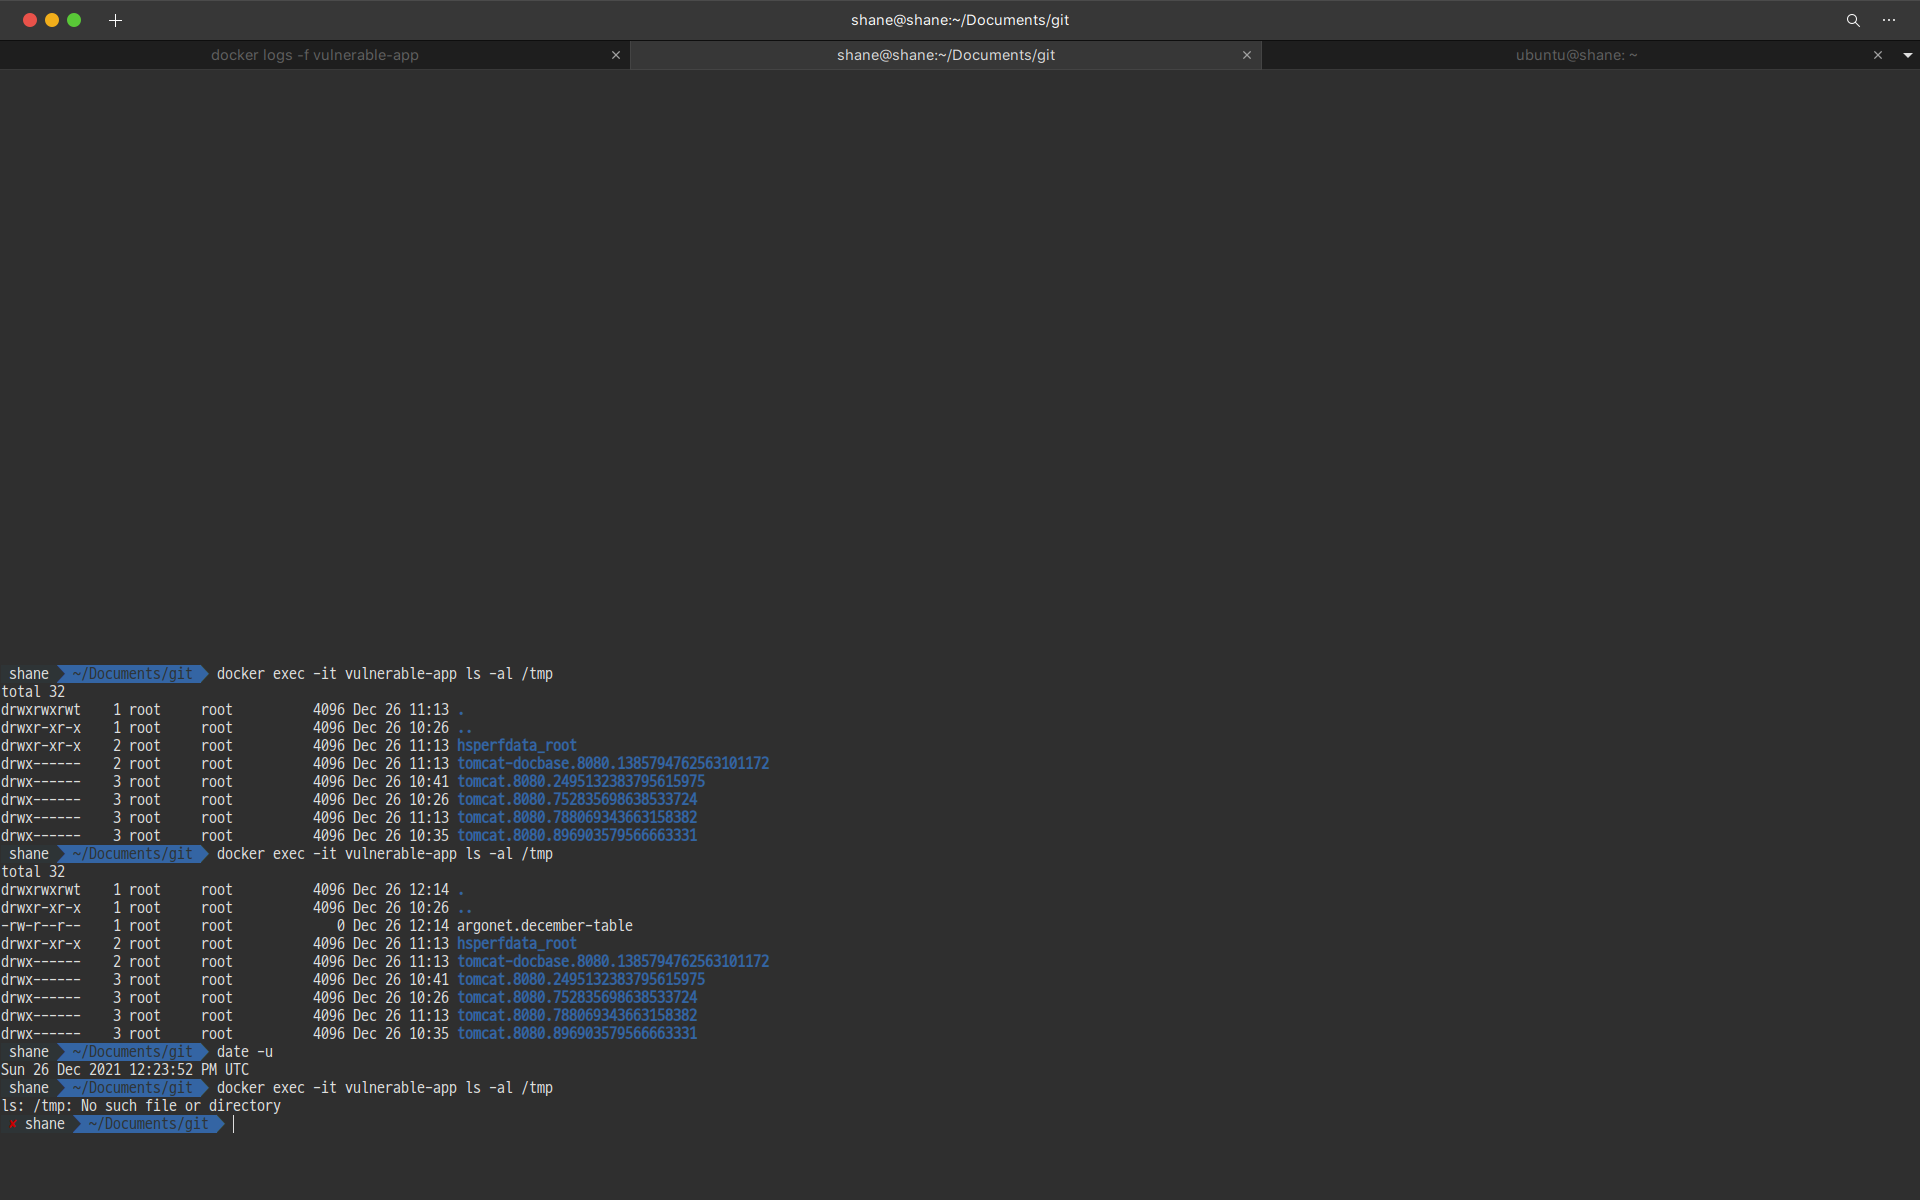 shane@shane:~/Documents/git
docker logs -f vulnerable-app
shane@shane:~/Documents/git
ubuntu@shane: ~
shane ~/Documents/git docker exec -it vulnerable-app ls -al /tmp
total 32
drwxrwxrwt 1 root root 4096 Dec 26 11:13 .
drwxr-xr-x 1 root root 4096 Dec 26 10:26 ..
drwxr-xr-x 2 root root 4096 Dec 26 11:13 hsperfdata_root
drwx------ 2 root root 4096 Dec 26 11:13 tomcat-docbase.8080.1385794762563101172
drwx------ 3 root root 4096 Dec 26 10:41 tomcat.8080.2495132383795615975
drwx------ 3 root root 4096 Dec 26 10:26 tomcat.8080.752835698638533724
drwx------ 3 root root 4096 Dec 26 11:13 tomcat.8080.788069343663158382
drwx------ 3 root root 4096 Dec 26 10:35 tomcat.8080.896903579566663331
shane ~/Documents/git docker exec -it vulnerable-app ls -al /tmp
total 32
drwxrwxrwt 1 root root 4096 Dec 26 12:14 .
drwxr-xr-x 1 root root 4096 Dec 26 10:26 ..
-rw-r--r-- 1 root root 0 Dec 26 12:14 argonet.december-table
drwxr-xr-x 2 root root 4096 Dec 26 11:13 hsperfdata_root
drwx------ 2 root root 4096 Dec 26 11:13 tomcat-docbase.8080.1385794762563101172
drwx------ 3 root root 4096 Dec 26 10:41 tomcat.8080.2495132383795615975
drwx------ 3 root root 4096 Dec 26 10:26 tomcat.8080.752835698638533724
drwx------ 3 root root 4096 Dec 26 11:13 tomcat.8080.788069343663158382
drwx------ 3 root root 4096 Dec 26 10:35 tomcat.8080.896903579566663331
shane ~/Documents/git date -u
Sun 26 Dec 2021 12:23:52 PM UTC
shane ~/Documents/git docker exec -it vulnerable-app ls -al /tmp
ls: /tmp: No such file or directory
✘ shane ~/Documents/git